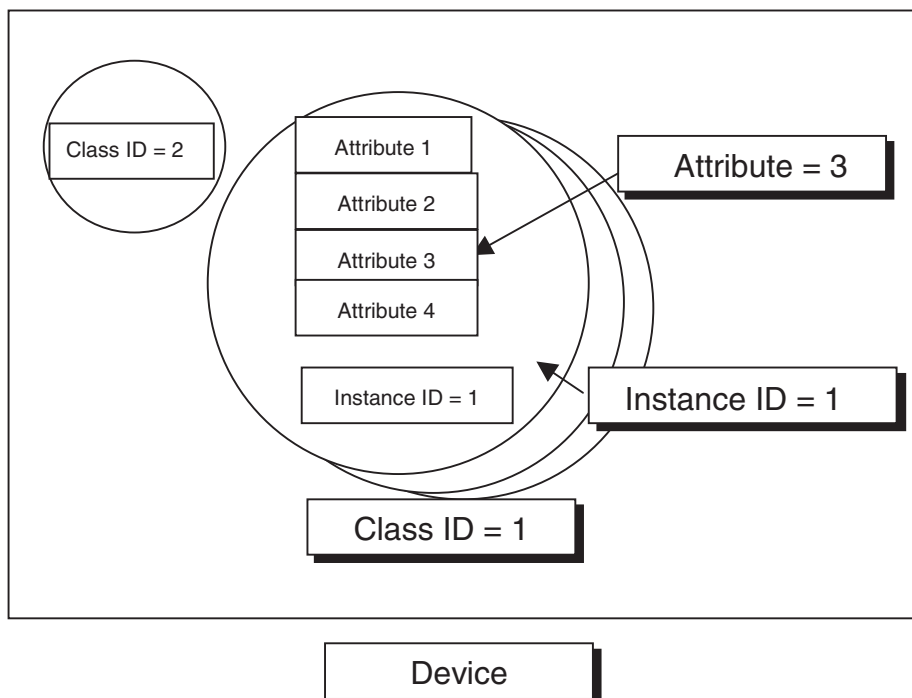 Class ID = 2
Attribute 1
Attribute 2
Attribute 3
Attribute 4
Attribute = 3
Instance ID = 1
Instance ID = 1
Class ID = 1
Device